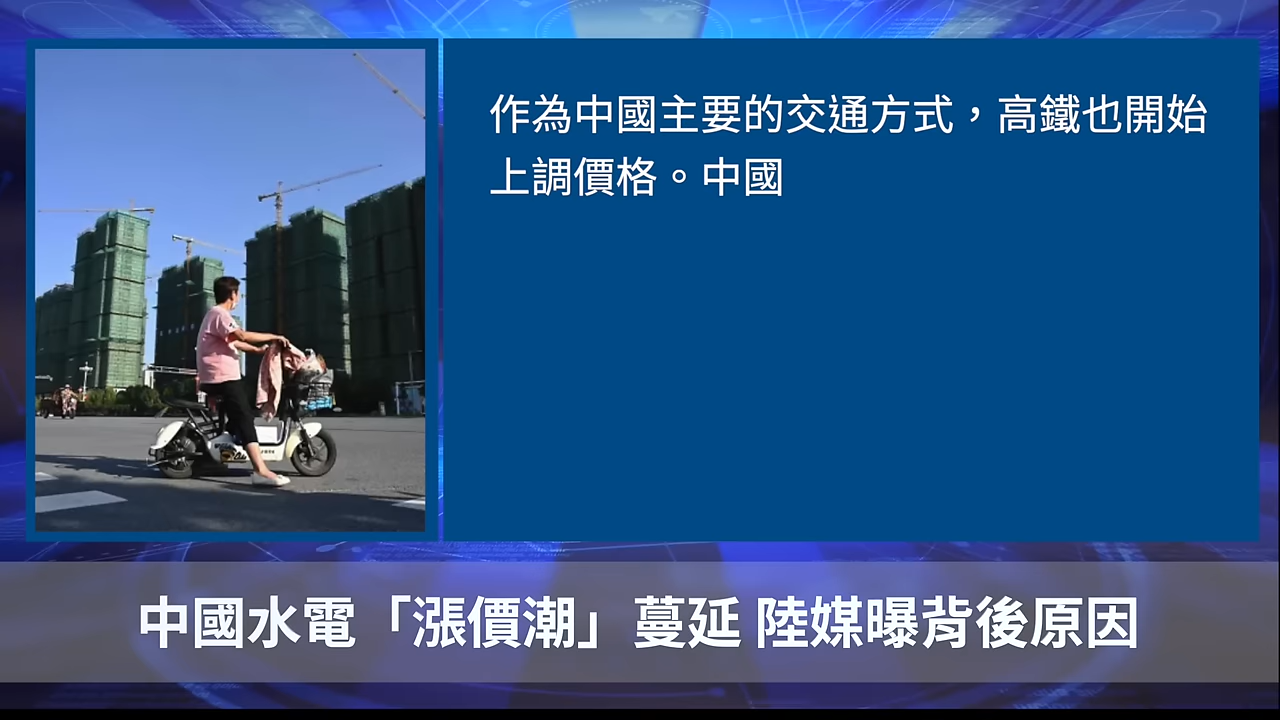 作為中國主要的交通方式，高鐵也開始
上調價格。中國
中國水電「漲價潮」蔓延 陸媒曝背後原因